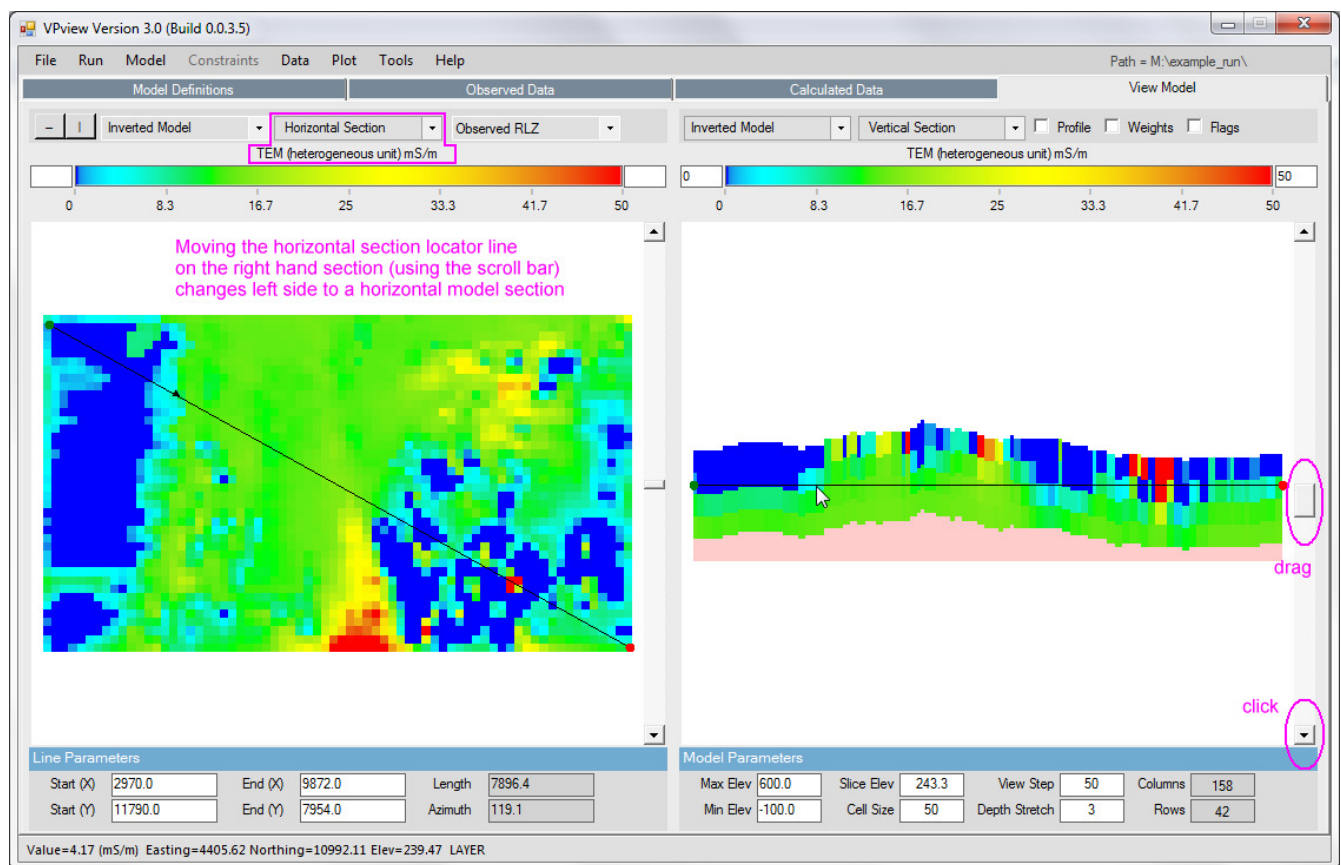 VPview Version 3.0 (Build 0.0.3.5)
File Run Model Constraints Data Plot Tools Help Path = M:\example_run\
Model Definitions Observed Data Calculated Data View Model
Inverted Model Horizontal Section Observed RLZ Inverted Model Vertical Section Profile Weights Flags
TEM (heterogeneous unit) mS/m TEM (heterogeneous unit) mS/m
0 50
0 8.3 16.7 25 33.3 41.7 50 0 8.3 16.7 25 33.3 41.7 50
Moving the horizontal section locator line
on the right hand section (using the scroll bar)
changes left side to a horizontal model section
drag
click
Line Parameters Model Parameters
Start (X) 2970.0 End (X) 9872.0 Length 7896.4 Max Elev 600.0 Slice Elev 243.3 View Step 50 Columns 158
Start (Y) 11790.0 End (Y) 7954.0 Azimuth 119.1 Min Elev -100.0 Cell Size 50 Depth Stretch 3 Rows 42
Value=4.17 (mS/m) Easting=4405.62 Northing=10992.11 Elev=239.47 LAYER